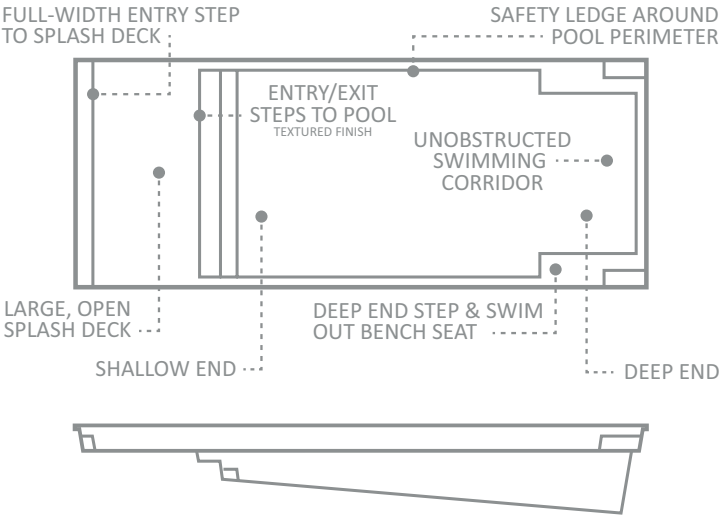 FULL-WIDTH ENTRY STEP
TO SPLASH DECK
SAFETY LEDGE AROUND
POOL PERIMETER
ENTRY/EXIT
STEPS TO POOL
TEXTURED FINISH
UNOBSTRUCTED
SWIMMING
CORRIDOR
LARGE, OPEN
SPLASH DECK
DEEP END STEP & SWIM
OUT BENCH SEAT
SHALLOW END
DEEP END